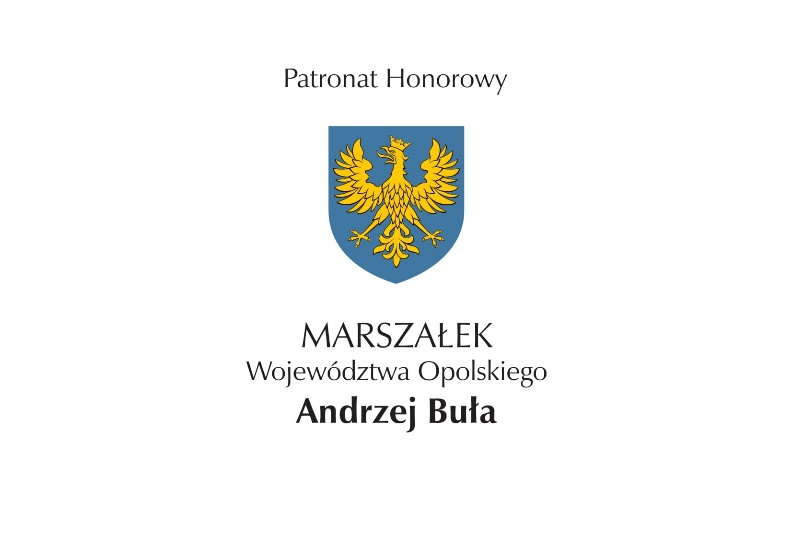 Patronat Honorowy
MARSZAŁEK
Województwa Opolskiego
Andrzej Buła